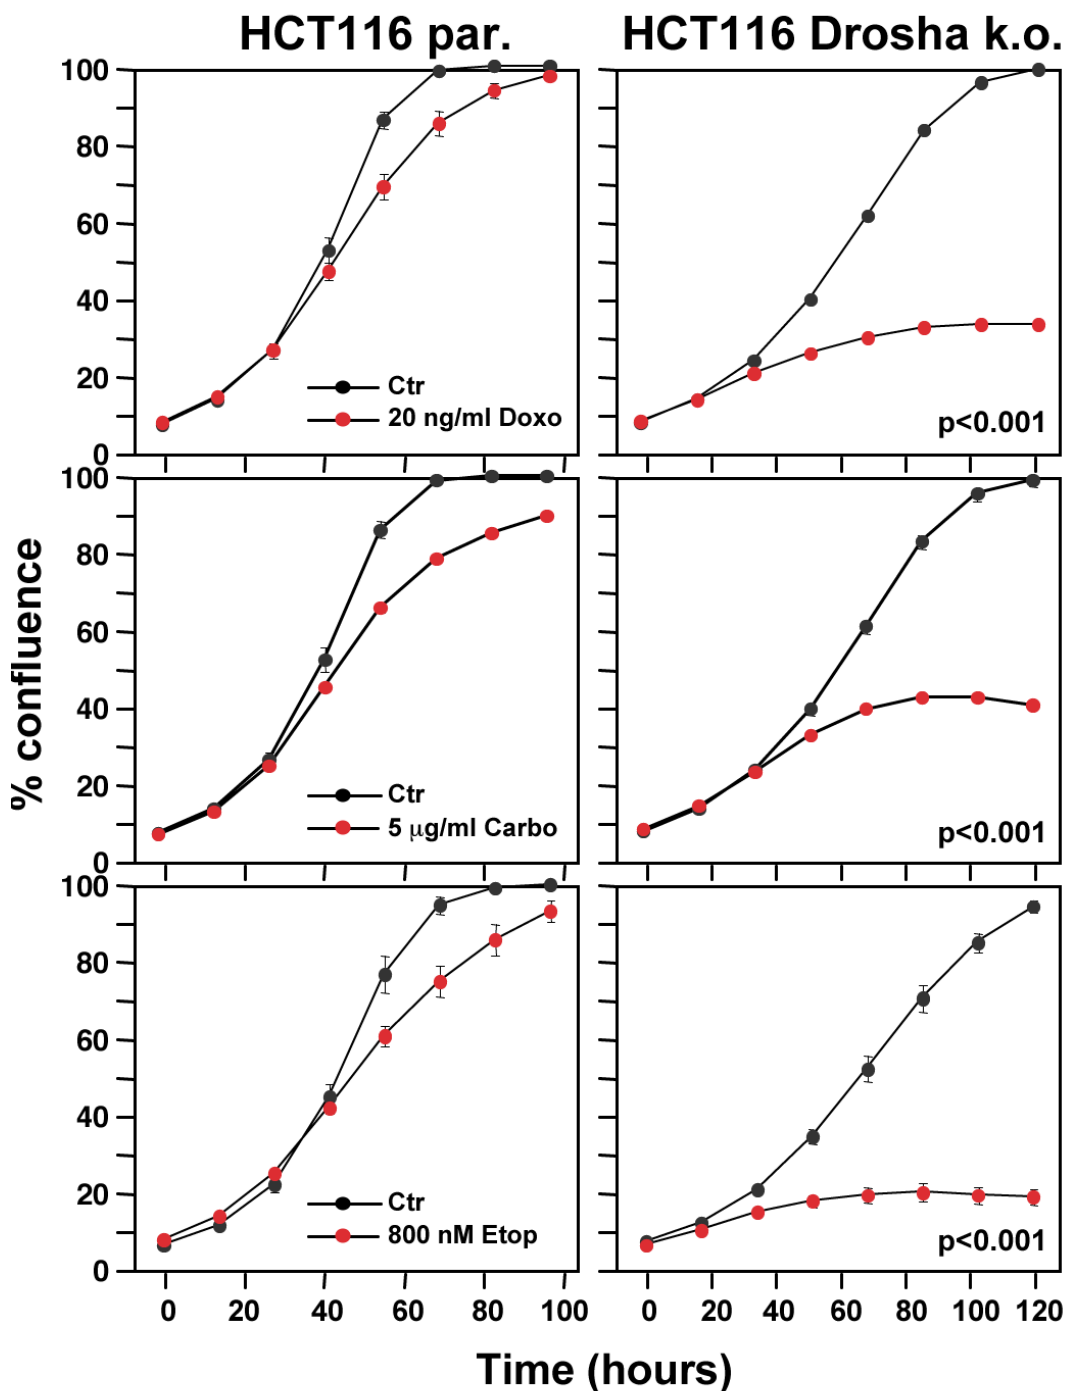 HCT116 par. HCT116 Drosha k.o.
100
80
60
40
20
0
Ctr
20 ng/ml Doxo
p<0.001
100
80
60
40
20
0
Ctr
5 μg/ml Carbo
p<0.001
100
80
60
40
20
0
Ctr
800 nM Etop
p<0.001
% confluence
0 20 40 60 80 100 0 20 40 60 80 100 120
Time (hours)